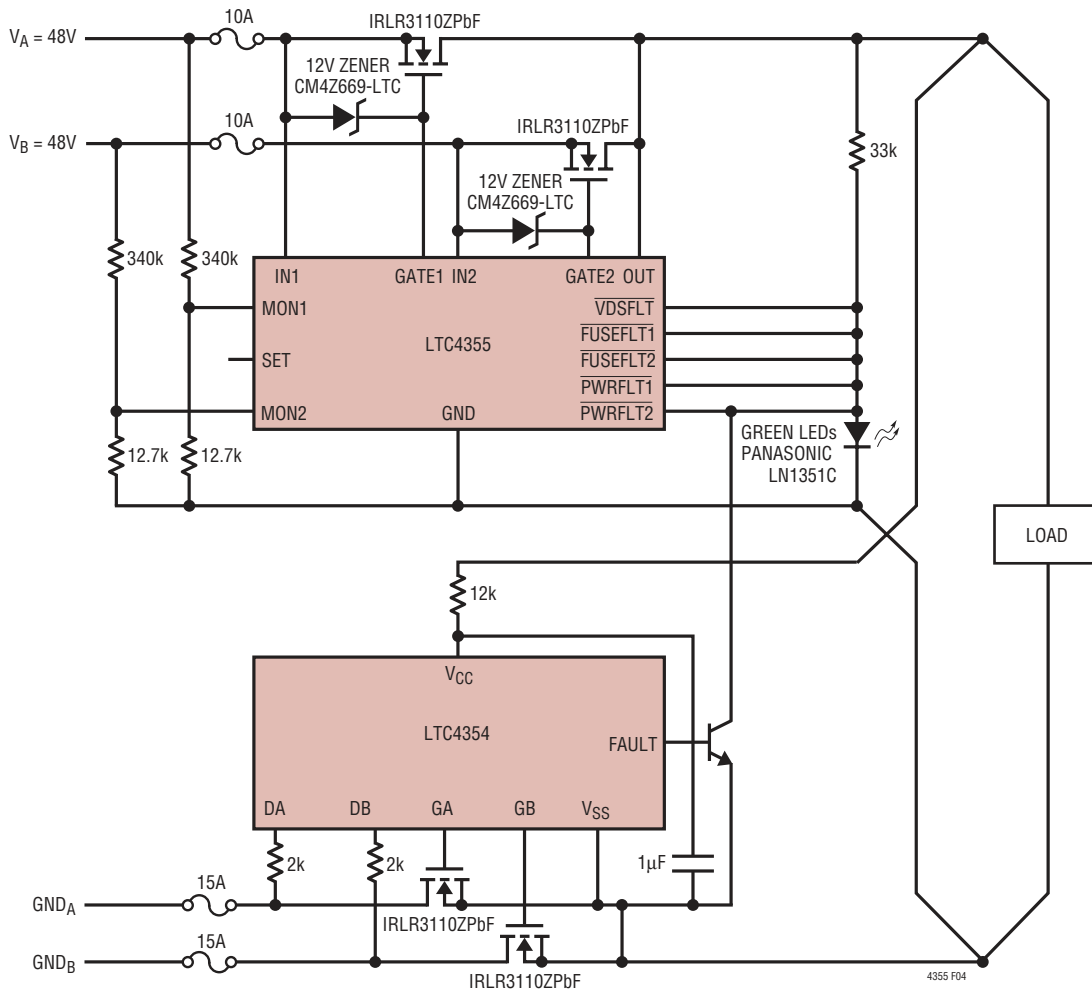 10A
IRLR3110ZPbF
VA = 48V
12V ZENER
CM4Z669-LTC
10A
IRLR3110ZPbF
VB = 48V
33k
12V ZENER
CM4Z669-LTC
340k
340k
IN1
GATE1
IN2
GATE2
OUT
MON1
VDSFLT
FUSEFLT1
LTC4355
SET
FUSEFLT2
PWRFLT1
MON2
GND
PWRFLT2
GREEN LEDs
PANASONIC
LN1351C
12.7k
12.7k
LOAD
12k
VCC
LTC4354
FAULT
DA
DB
GA
GB
VSS
2k
2k
1µF
15A
GNDA
IRLR3110ZPbF
15A
GNDB
IRLR3110ZPbF
4355 F04